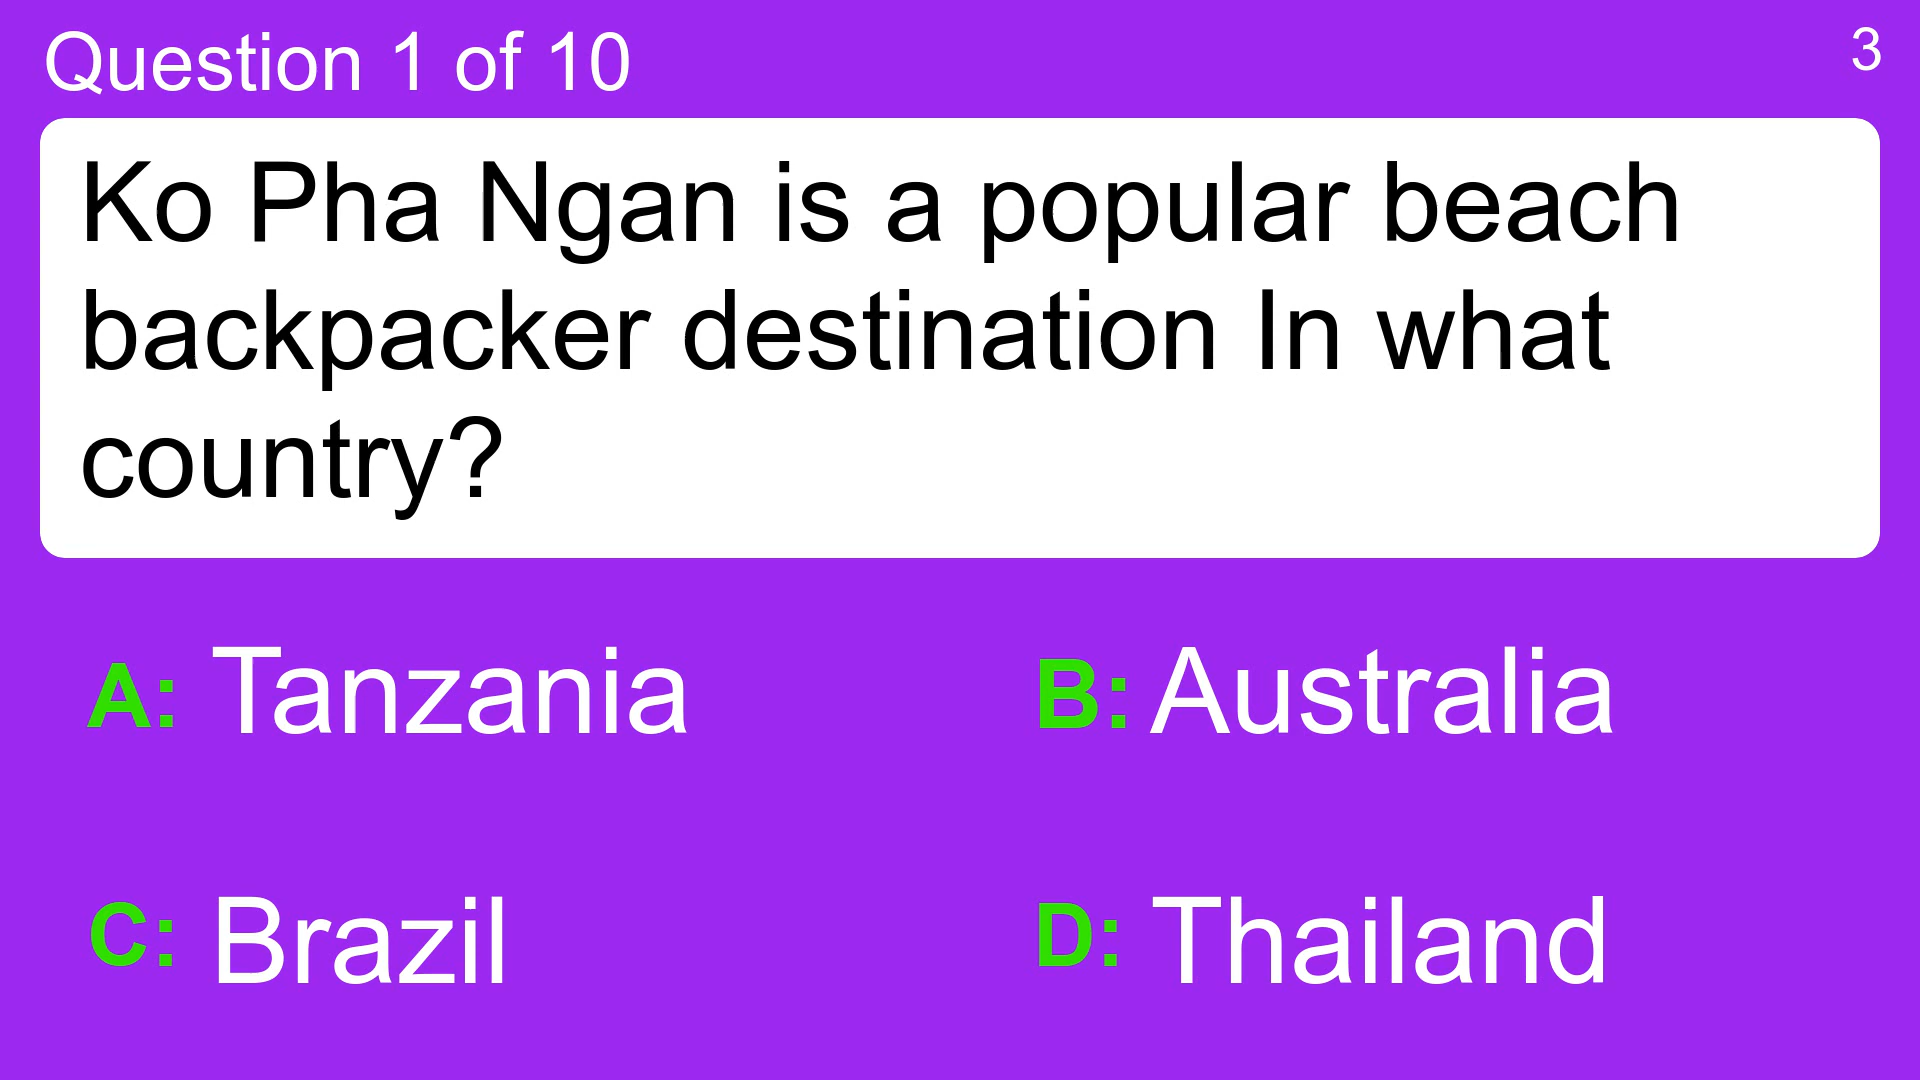 Question 1 of 10
3
Ko Pha Ngan is a popular beach
backpacker destination In what
country?
A: Tanzania
B: Australia
C: Brazil
D: Thailand